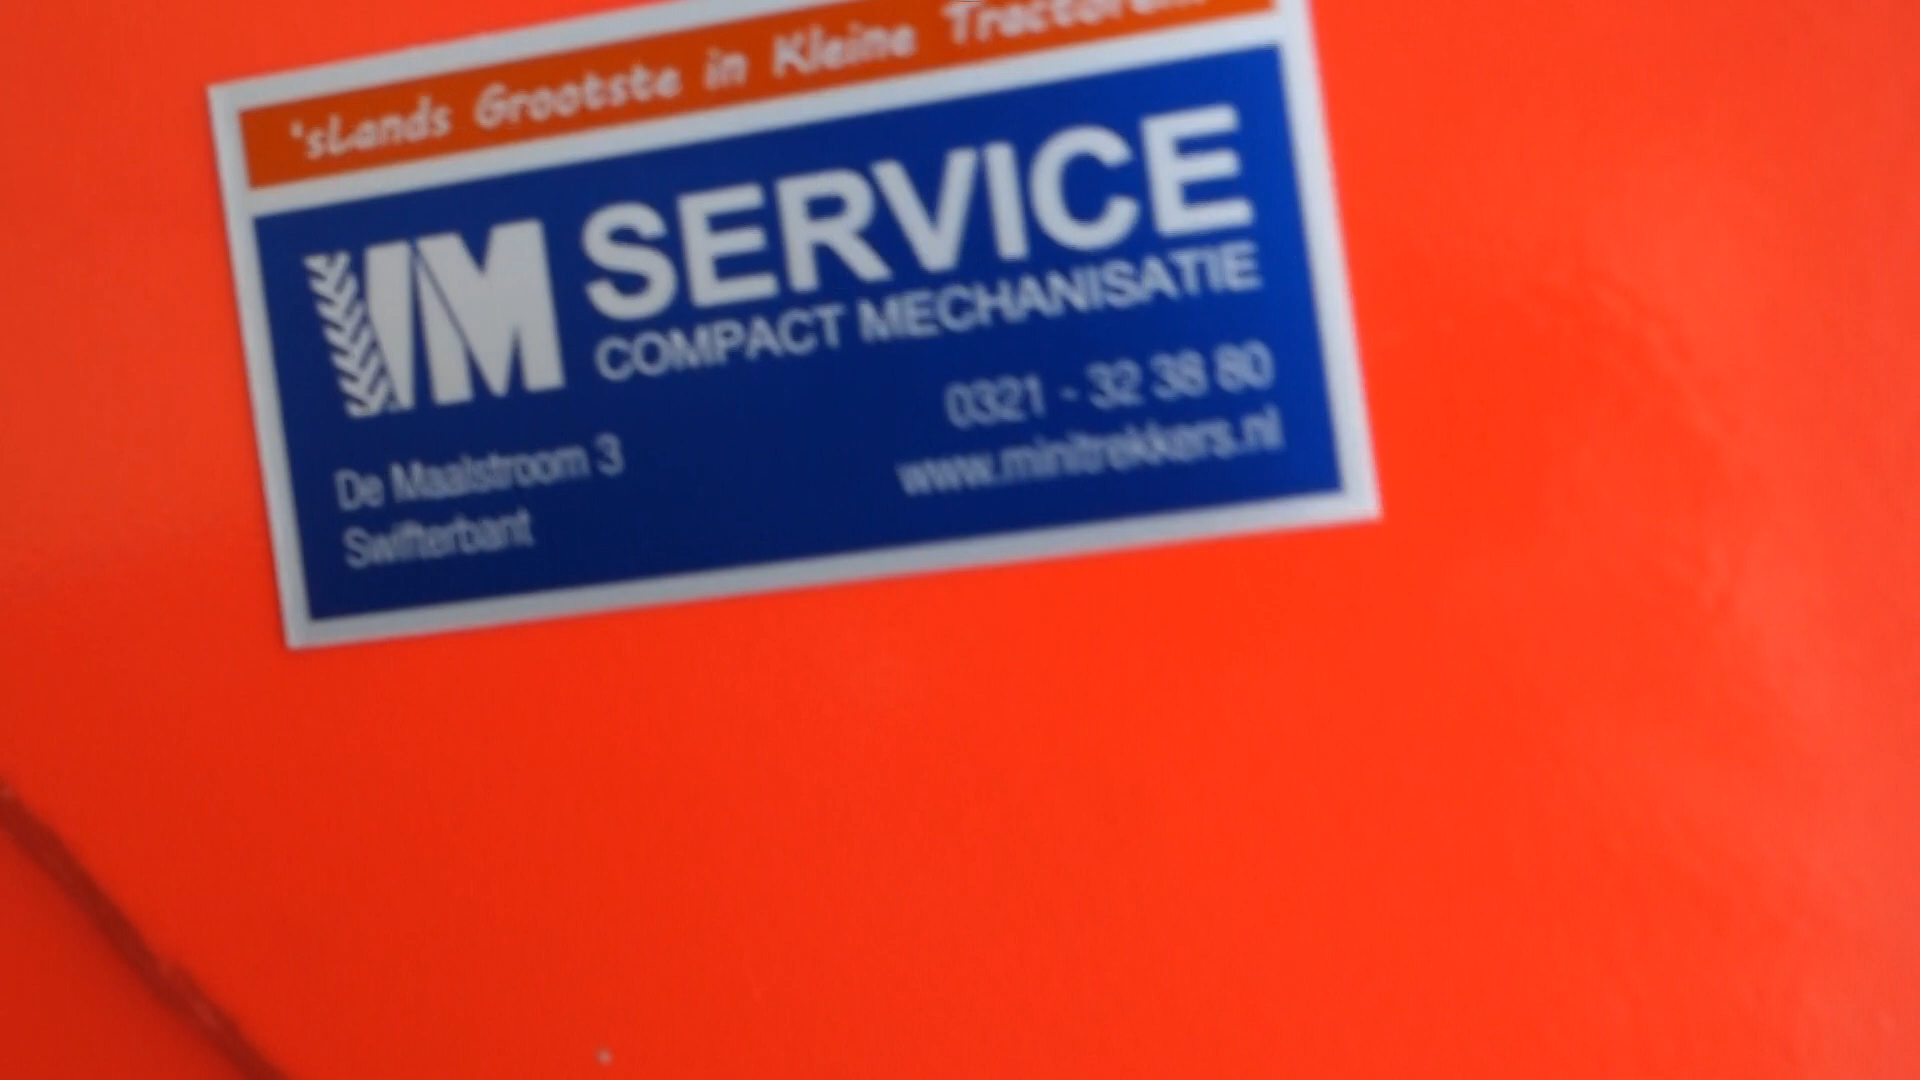 'sLands Grootste in Kleine Tractoren
VM SERVICE
COMPACT MECHANISATIE
0321 - 32 38 80
www.minitrekkers.nl
De Maalstroom 3
Swifterbant